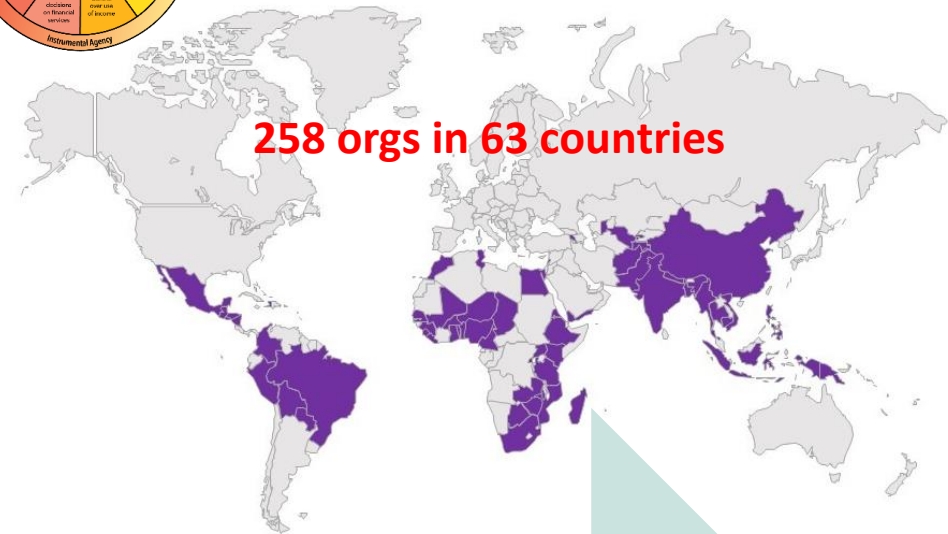 decisions
on financial
services
over use
of income
Instrumental Agency
258 orgs in 63 countries